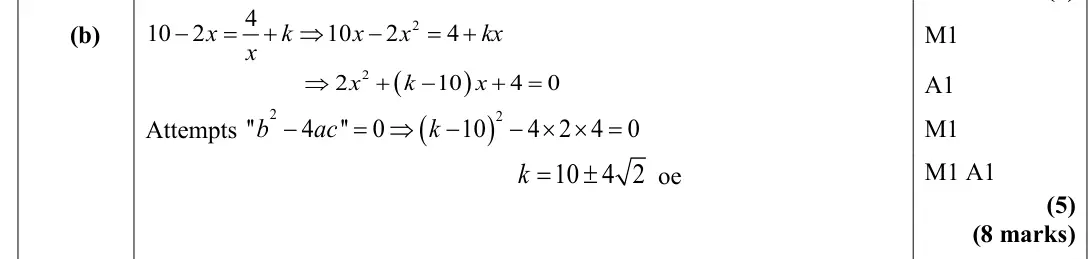 (b) 10 − 2x = 4/x + k ⇒ 10x − 2x² = 4 + kx M1
⇒ 2x² + (k − 10)x + 4 = 0 A1
Attempts "b² − 4ac" = 0 ⇒ (k − 10)² − 4 × 2 × 4 = 0 M1
k = 10 ± 4√2 oe M1 A1
(5)
(8 marks)